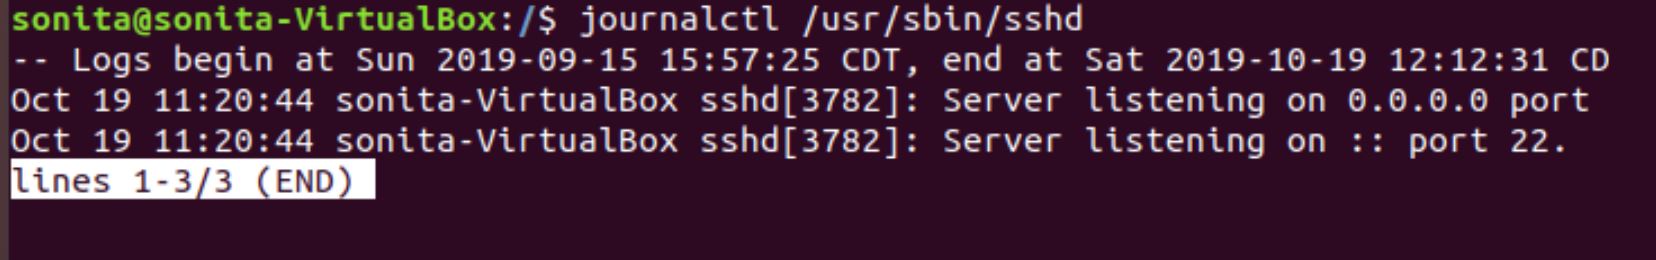 sonita@sonita-VirtualBox:/$ journalctl /usr/sbin/sshd
-- Logs begin at Sun 2019-09-15 15:57:25 CDT, end at Sat 2019-10-19 12:12:31 CD
Oct 19 11:20:44 sonita-VirtualBox sshd[3782]: Server listening on 0.0.0.0 port
Oct 19 11:20:44 sonita-VirtualBox sshd[3782]: Server listening on :: port 22.
lines 1-3/3 (END)